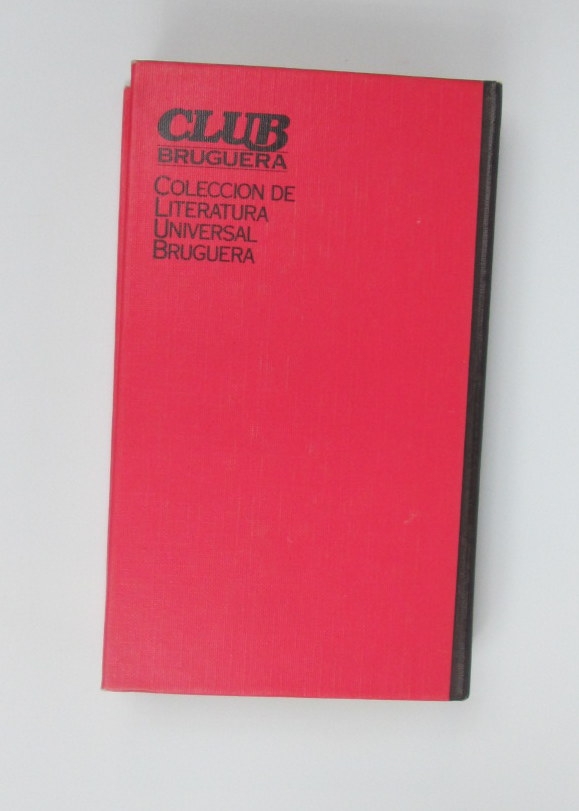 CLUB
BRUGUERA
COLECCION DE
LITERATURA
UNIVERSAL
BRUGUERA